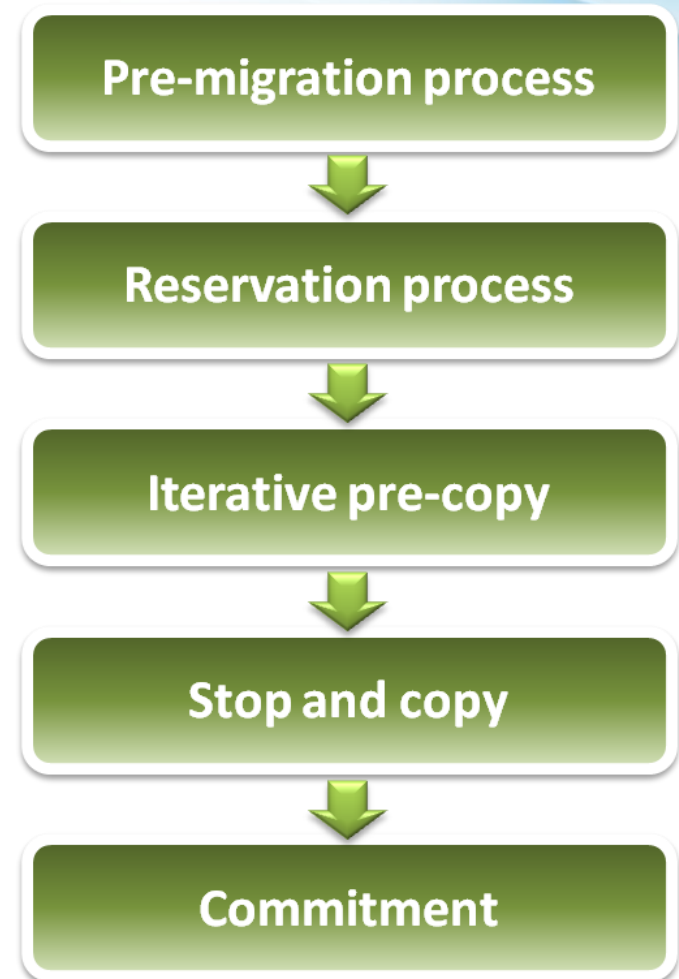 Pre-migration process
Reservation process
Iterative pre-copy
Stop and copy
Commitment